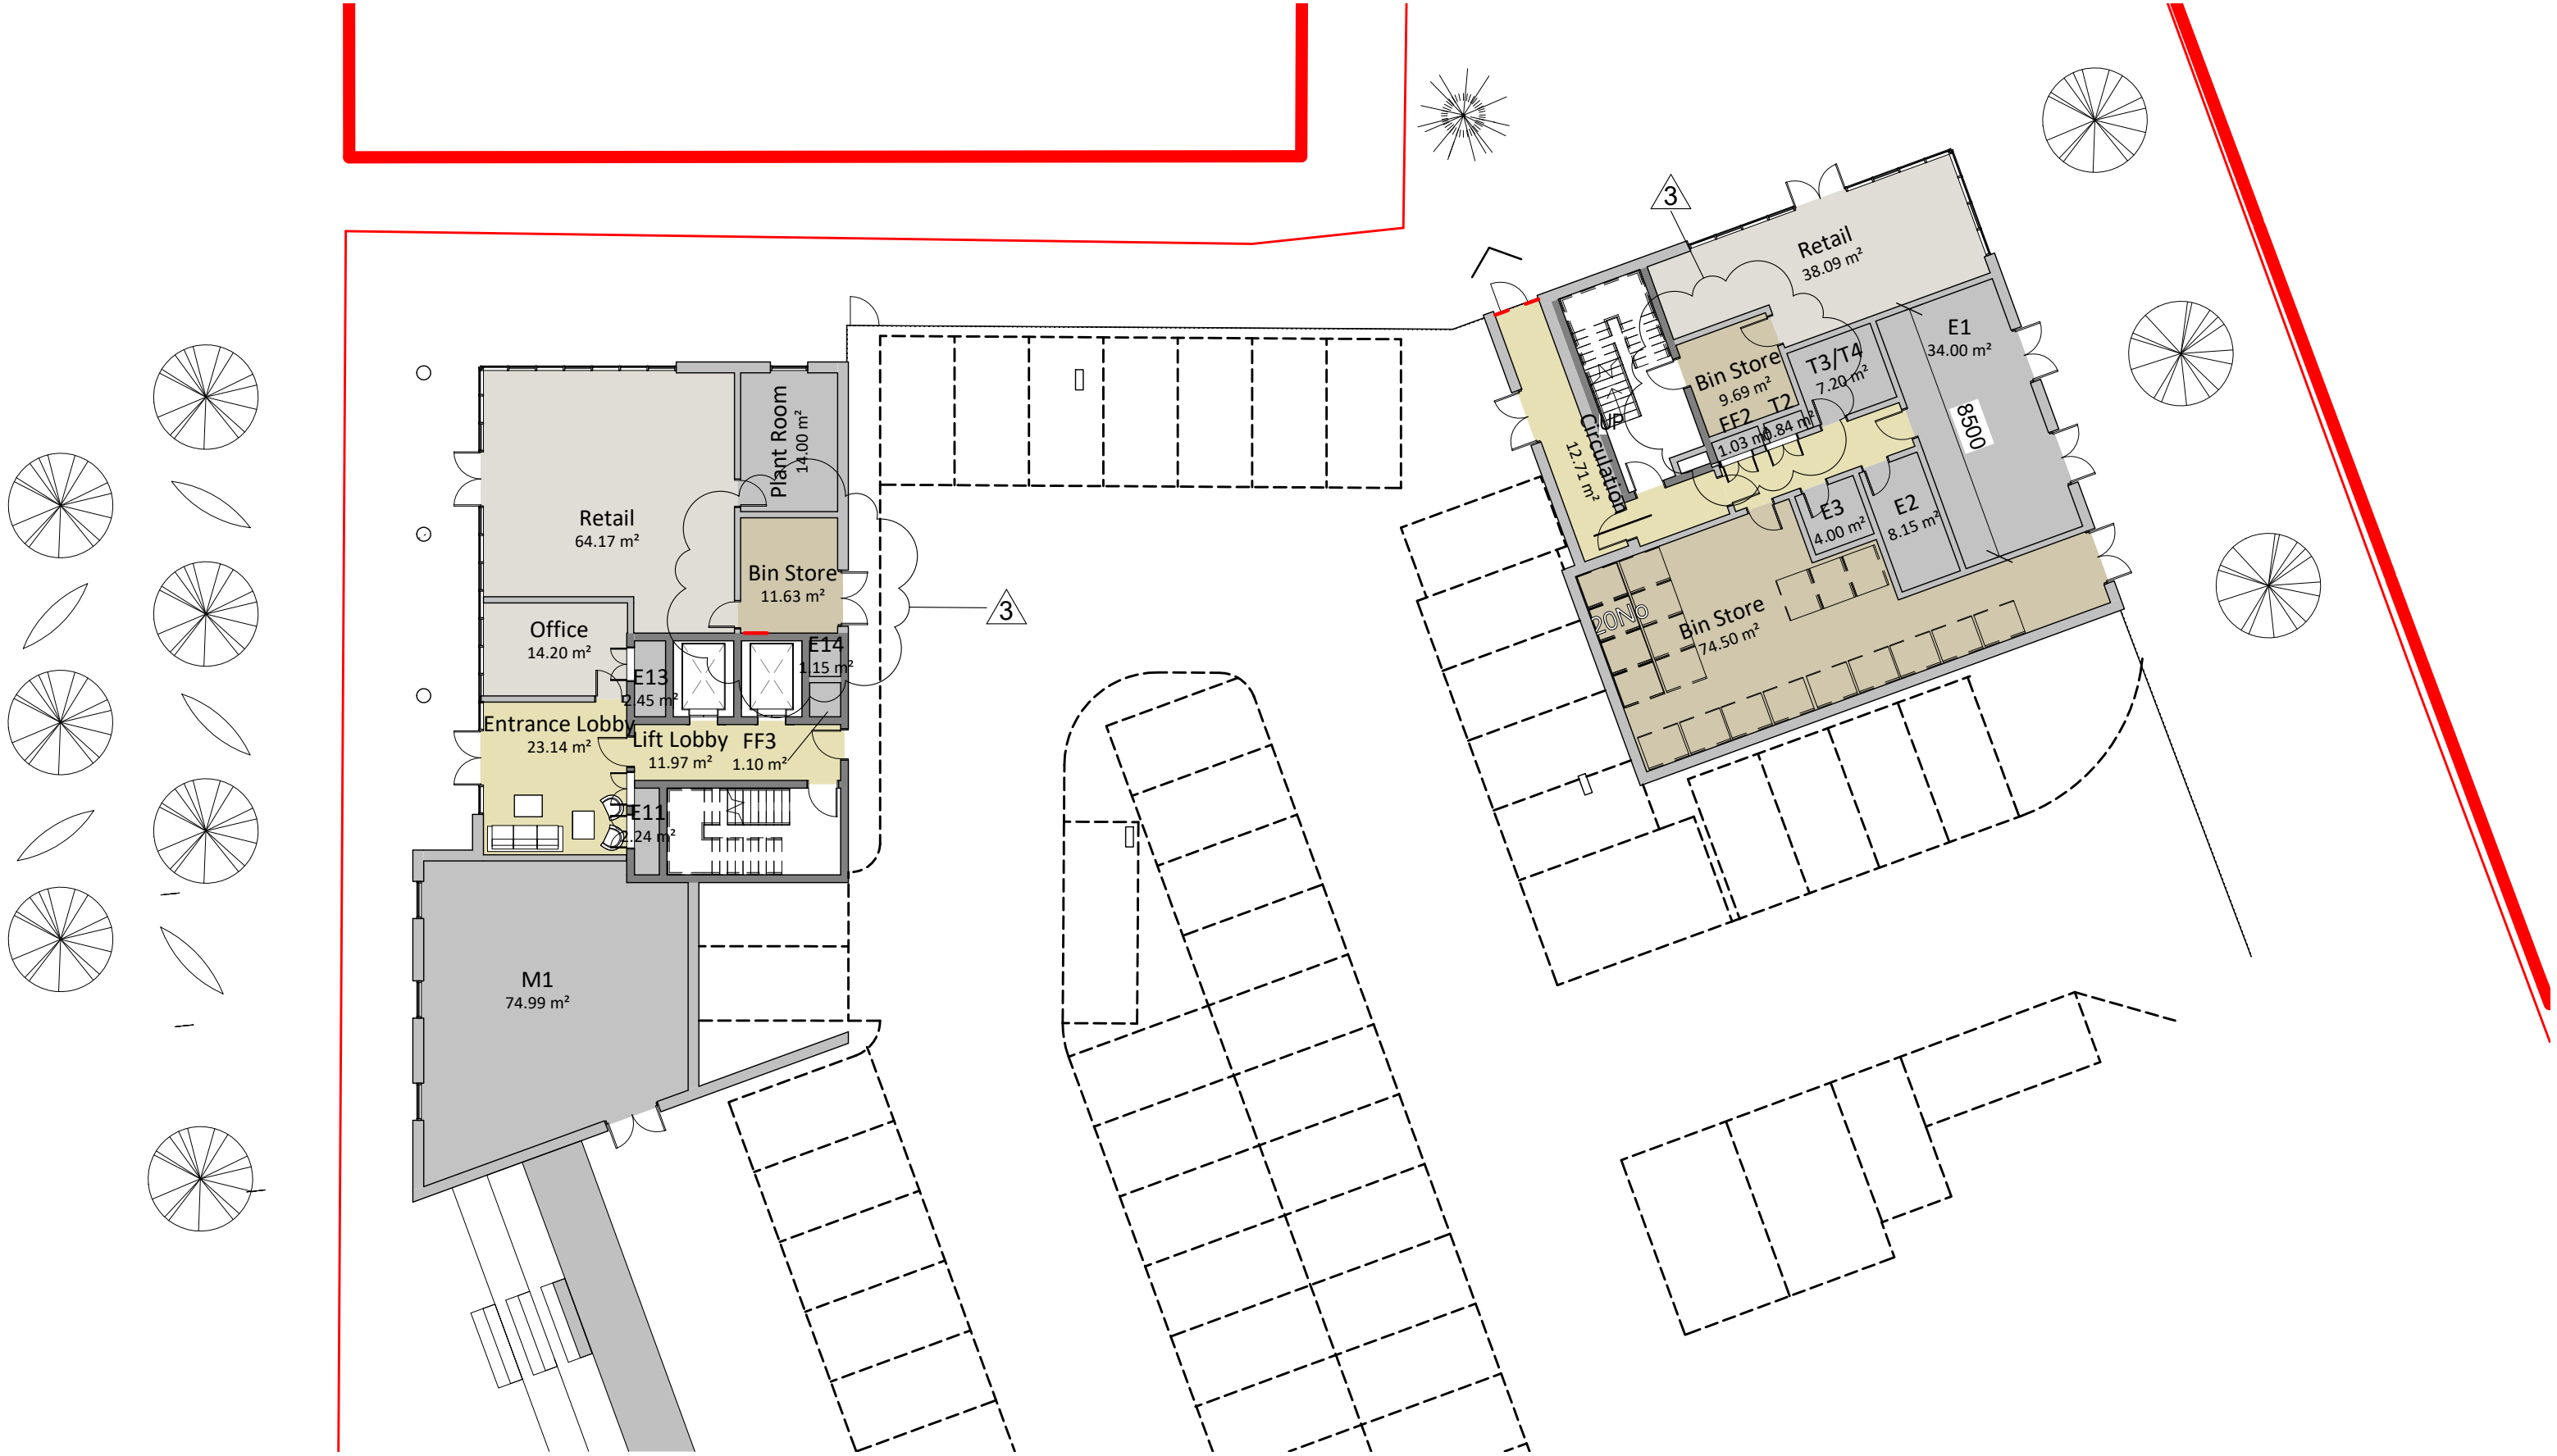 3
Retail
38.09 m²
E1
34.00 m²
T3/T4
7.20 m²
Bin Store
9.69 m²
FF2
1.03 m²
T2
0.84 m²
UP
Circulation
12.71 m²
8500
E3
4.00 m²
E2
8.15 m²
20No
Bin Store
74.50 m²
Plant Room
14.00 m²
Retail
64.17 m²
Bin Store
11.63 m²
3
Office
14.20 m²
E14
1.15 m²
E13
2.45 m²
Entrance Lobby
23.14 m²
Lift Lobby
11.97 m²
FF3
1.10 m²
E11
2.24 m²
M1
74.99 m²